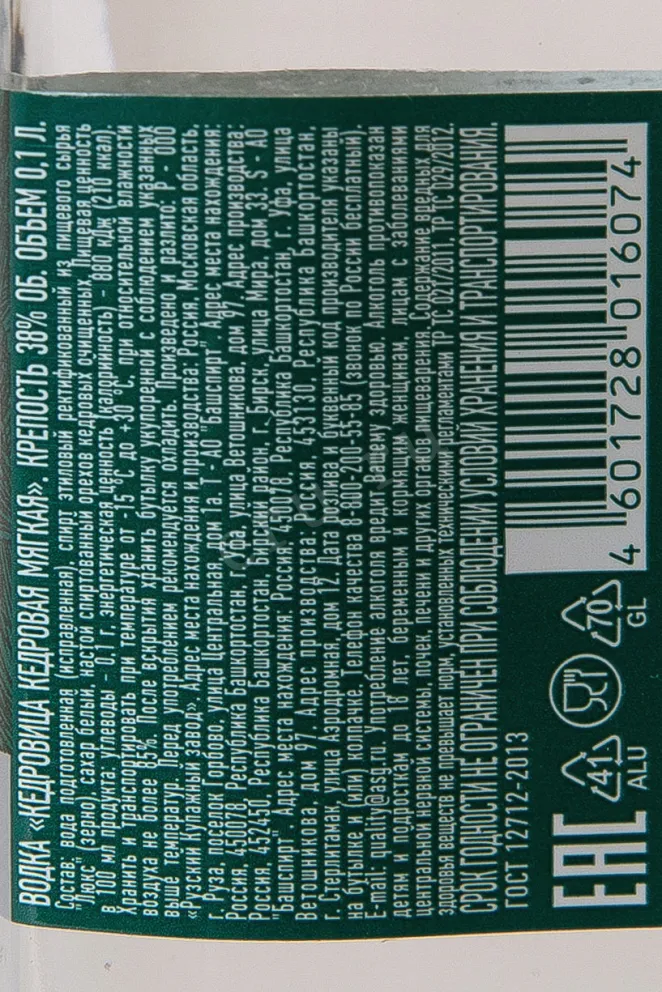 ВОДКА «КЕДРОВИЦА КЕДРОВАЯ МЯГКАЯ». КРЕПОСТЬ 38% ОБ. ОБЪЕМ 0,1 Л.
Состав: вода подготовленная (исправленная), спирт этиловый ректификованный из пищевого сырья
"Люкс" (зерно), сахар белый, настой спиртованный орехов кедровых очищенных. Пищевая ценность
в 100 мл продукта: углеводы - 0,1 г, энергетическая ценность (калорийность) - 880 кДж (210 ккал).
Хранить и транспортировать при температуре от -15 °С до +30 °С, при относительной влажности
воздуха не более 85%. После вскрытия хранить бутылку укупоренной с соблюдением указанных
выше температур. Перед употреблением рекомендуется охладить. Произведено и разлито: Р - ООО
«Рузский Купажный Завод». Адрес места нахождения и производства: Россия, Московская область,
г. Руза, поселок Горбово, улица Центральная, дом 1а. Т - АО "Башспирт". Адрес места нахождения:
Россия, 450078, Республика Башкортостан, г. Уфа, улица Ветошникова, дом 97. Адрес производства:
Россия, 452450, Республика Башкортостан, Бирский район, г. Бирск, улица Мира, дом 33. S - АО
"Башспирт". Адрес места нахождения: Россия, 450078, Республика Башкортостан, г. Уфа, улица
Ветошникова, дом 97. Адрес производства: Россия, 453130, Республика Башкортостан,
г. Стерлитамак, улица Аэродромная, дом 12. Дата розлива и буквенный код производителя указаны
на бутылке и (или) колпачке. Телефон качества 8-800-200-55-85 (звонок по России бесплатный).
E-mail: quality@asg.ru. Употребление алкоголя вредит Вашему здоровью. Алкоголь противопоказан
детям и подросткам до 18 лет, беременным и кормящим женщинам, лицам с заболеваниями
центральной нервной системы, почек, печени и других органов пищеварения. Содержание вредных для
здоровья веществ не превышает норм, установленных техническими регламентами ТР ТС 021/2011, ТР ТС 029/2012.
СРОК ГОДНОСТИ НЕ ОГРАНИЧЕН ПРИ СОБЛЮДЕНИИ УСЛОВИЙ ХРАНЕНИЯ И ТРАНСПОРТИРОВАНИЯ.
ГОСТ 12712-2013
EAC
41
ALU
70
GL
4 601728 016074